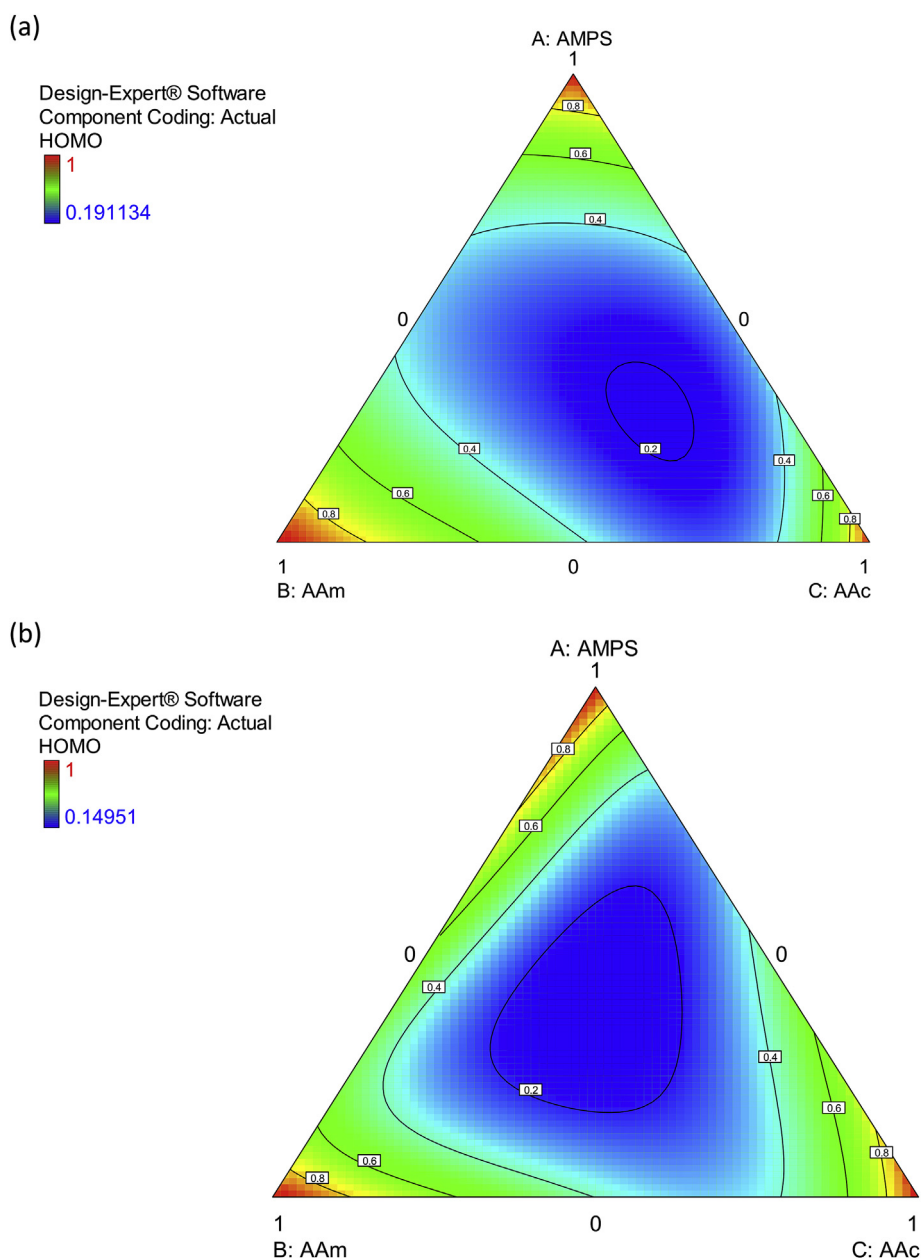 (a)
A: AMPS
1
Design-Expert® Software
Component Coding: Actual
HOMO
1
0.191134
0.8
0.6
0.4
0
0
0.4
0.2
0.4
0.6
0.6
0.8
0.8
1
0
1
B: AAm
C: AAc
(b)
A: AMPS
1
Design-Expert® Software
Component Coding: Actual
HOMO
1
0.14951
0.8
0.6
0
0
0.4
0.4
0.2
0.6
0.8
0.6
0.8
1
0
1
B: AAm
C: AAc